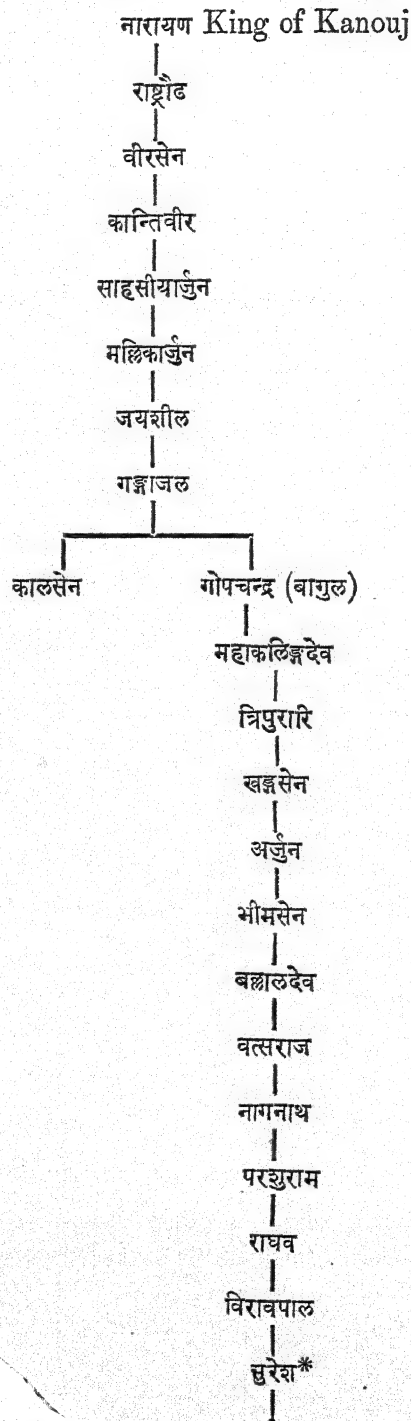 नारायण King of Kanouj
राष्ट्रौढ
वीरसेन
कान्तिवीर
साहसीयार्जुन
मल्लिकार्जुन
जयशील
गङ्गाजल
कालसेन गोपचन्द्र (बागुल)
महाकलिङ्गदेव
त्रिपुरारि
खड्गसेन
अर्जुन
भीमसेन
बल्लालदेव
वत्सराज
नागनाथ
परशुराम
राघव
विरावपाल
सुरेश*